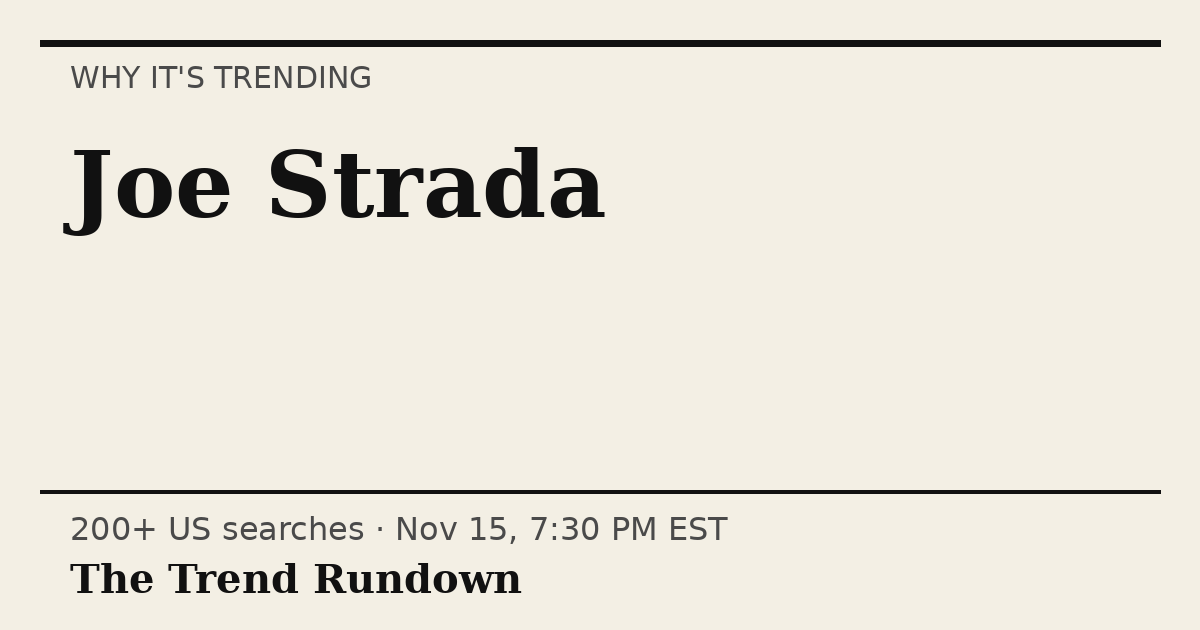 WHY IT'S TRENDING
Joe Strada
200+ US searches · Nov 15, 7:30 PM EST
The Trend Rundown